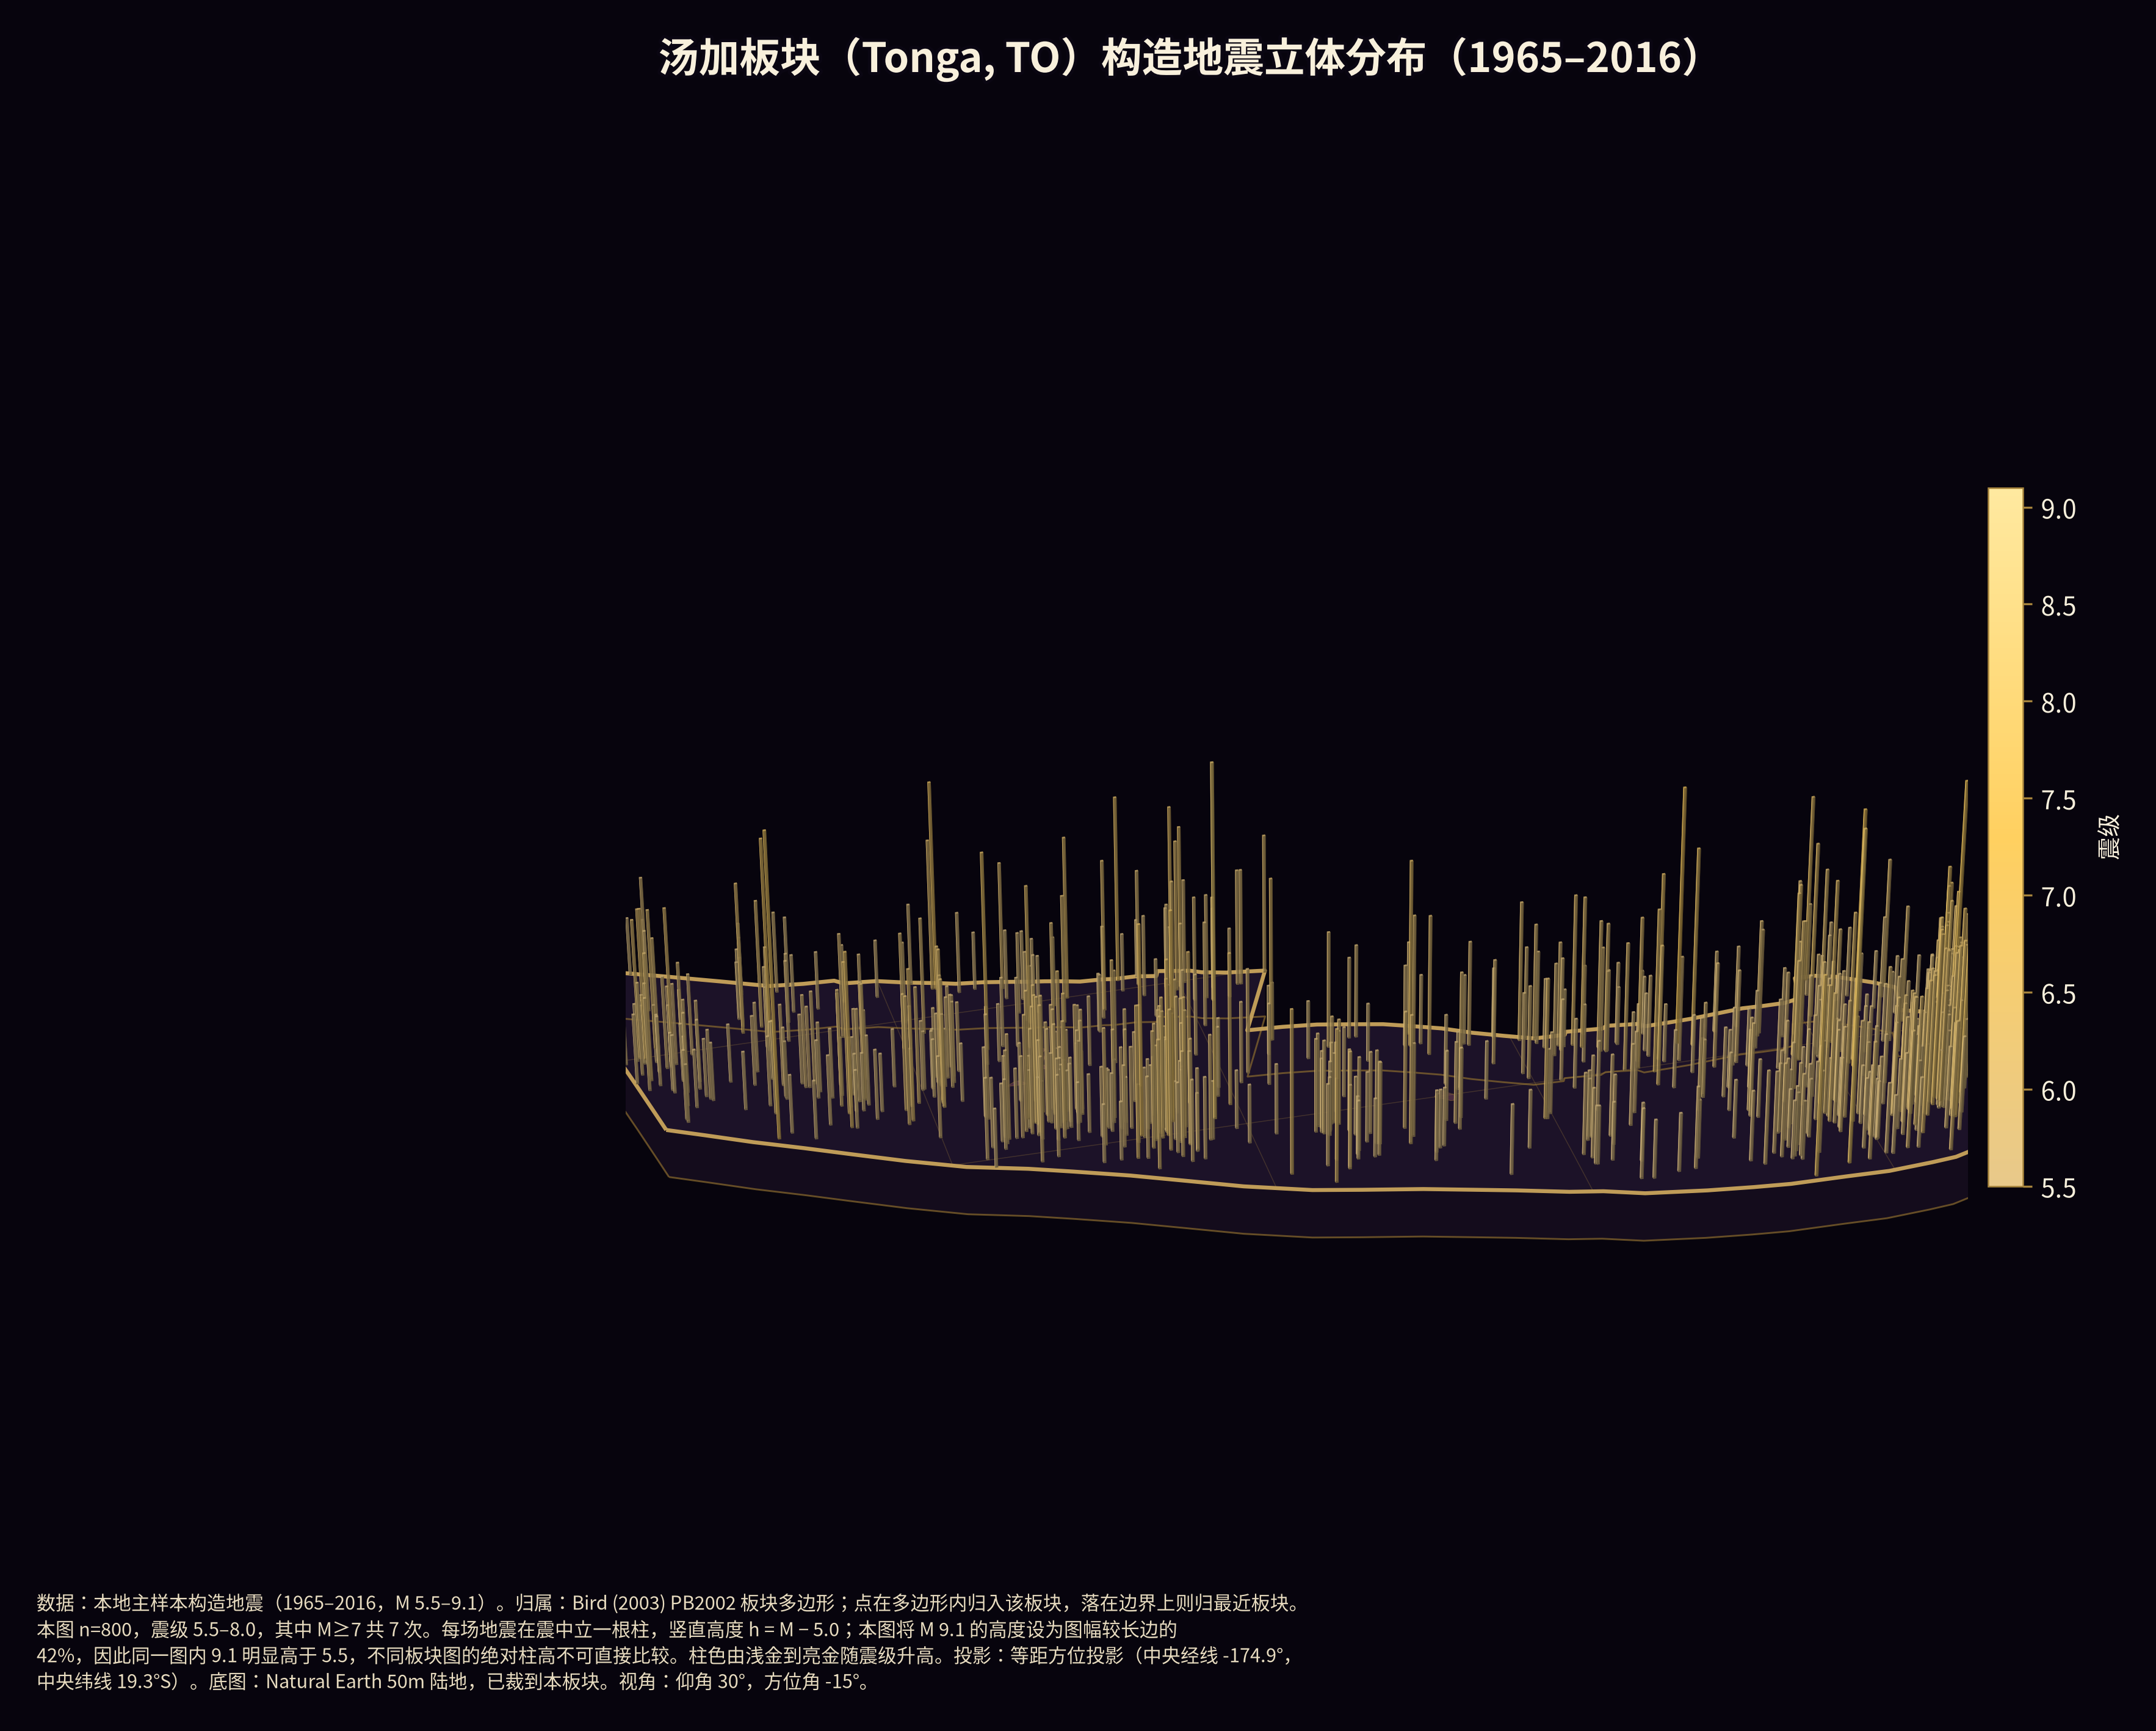 汤加板块（Tonga, TO）构造地震立体分布（1965–2016）
9.0
8.5
8.0
7.5
7.0
6.5
6.0
5.5
震级
数据：本地主样本构造地震（1965–2016，M 5.5–9.1）。归属：Bird (2003) PB2002 板块多边形；点在多边形内归入该板块，落在边界上则归最近板块。
本图 n=800，震级 5.5–8.0，其中 M≥7 共 7 次。每场地震在震中立一根柱，竖直高度 h = M − 5.0；本图将 M 9.1 的高度设为图幅较长边的
42%，因此同一图内 9.1 明显高于 5.5，不同板块图的绝对柱高不可直接比较。柱色由浅金到亮金随震级升高。投影：等距方位投影（中央经线 -174.9°，
中央纬线 19.3°S）。底图：Natural Earth 50m 陆地，已裁到本板块。视角：仰角 30°，方位角 -15°。